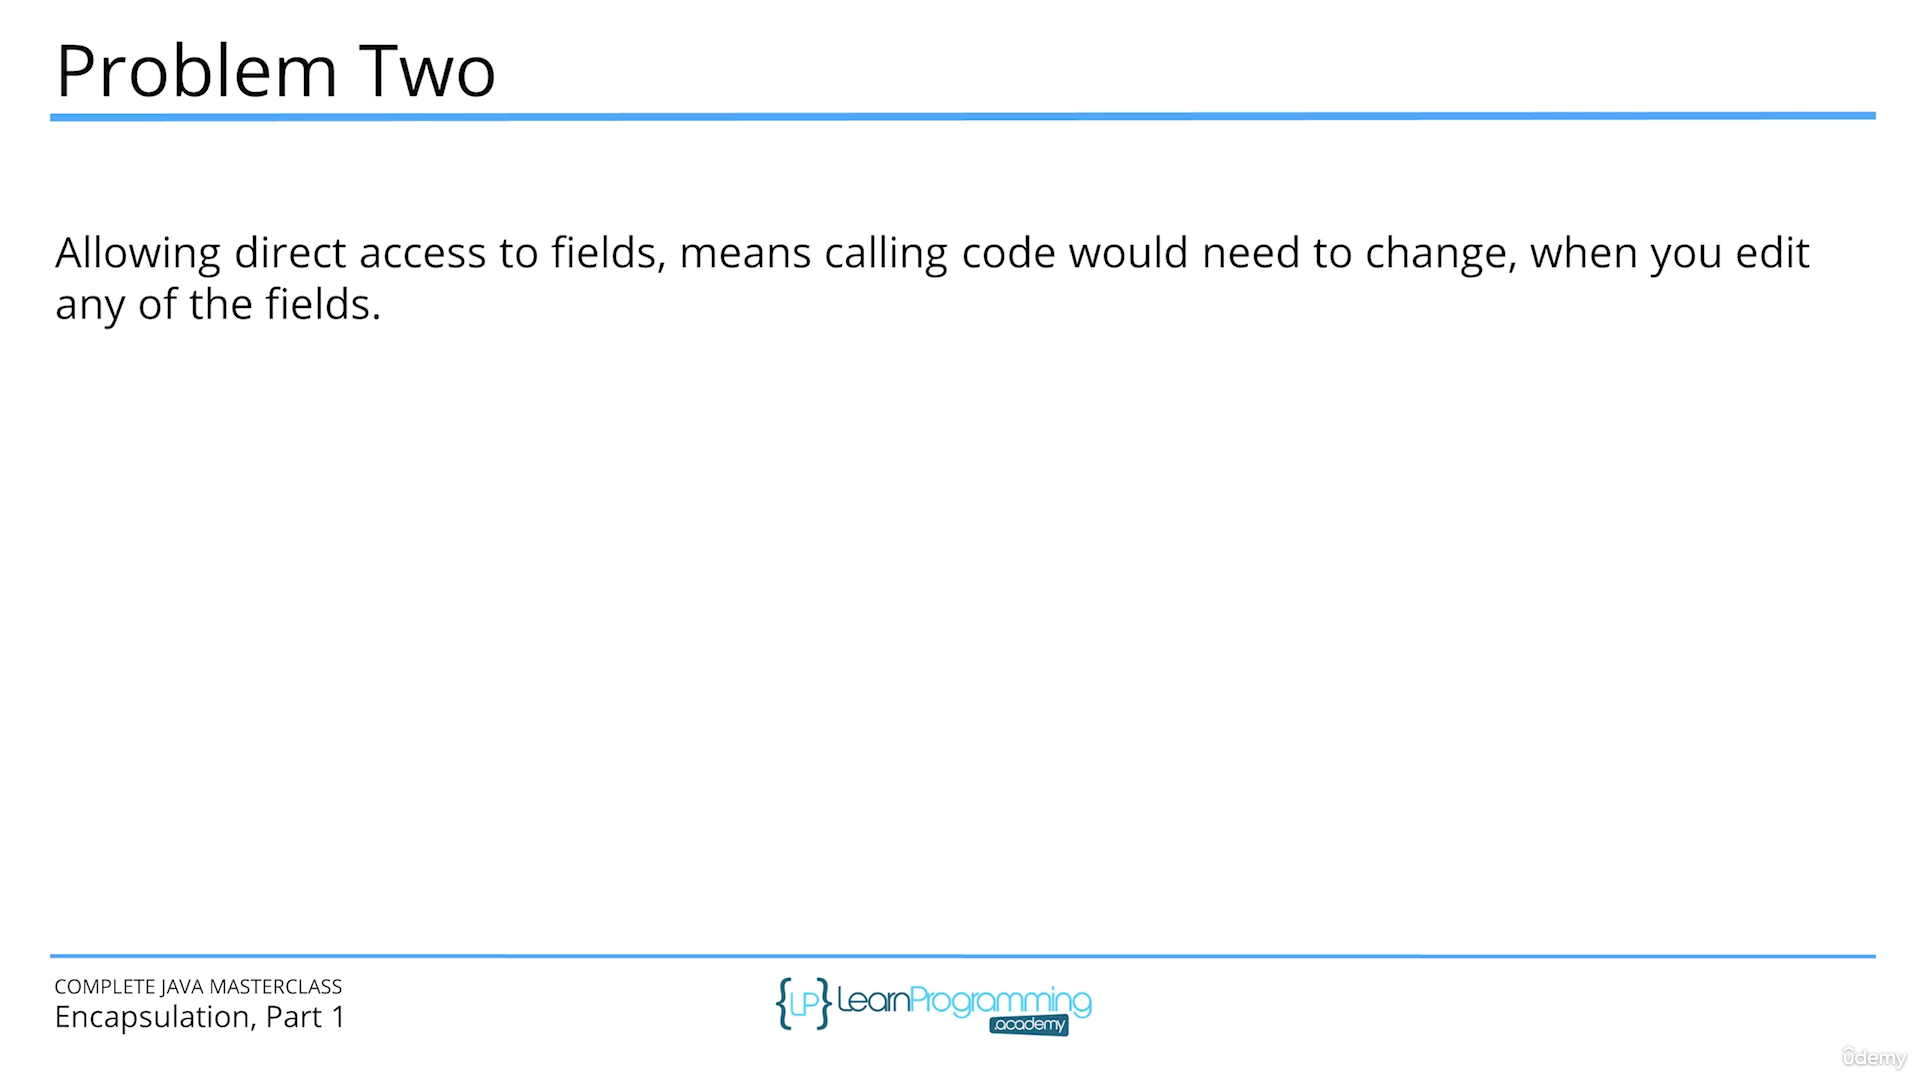 Problem Two
Allowing direct access to fields, means calling code would need to change, when you edit
any of the fields.
COMPLETE JAVA MASTERCLASS
Encapsulation, Part 1
{LP} LearnProgramming
.academy
ûdemy